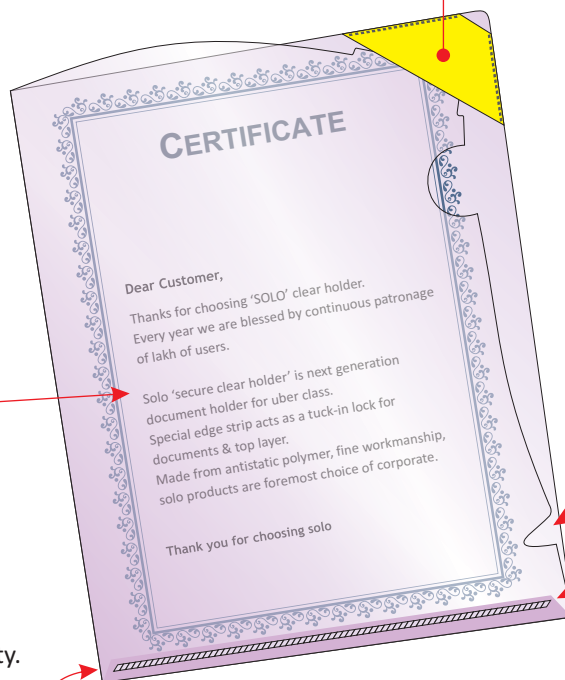 CERTIFICATE
Dear Customer,
Thanks for choosing ‘SOLO’ clear holder.
Every year we are blessed by continuous patronage
of lakh of users.
Solo ‘secure clear holder’ is next generation
document holder for uber class.
Special edge strip acts as a tuck-in lock for
documents & top layer.
Made from antistatic polymer, fine workmanship,
solo products are foremost choice of corporate.
Thank you for choosing solo